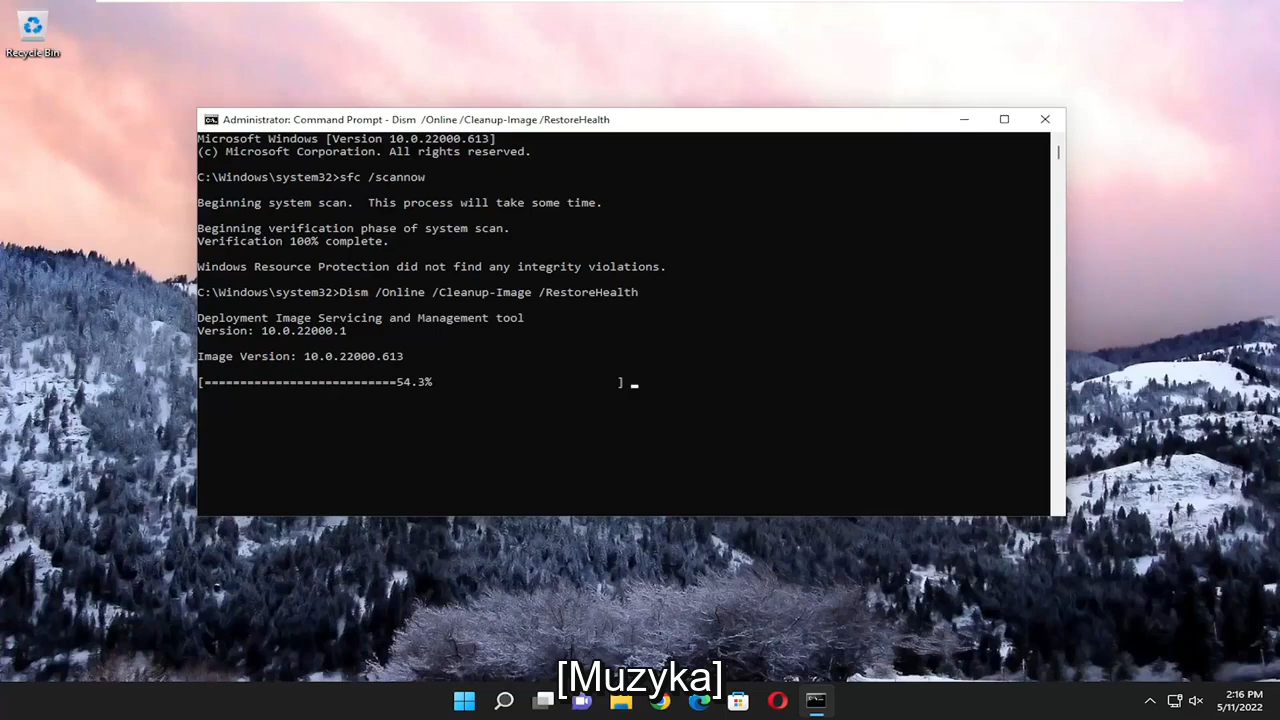 Recycle Bin
Administrator: Command Prompt - Dism  /Online /Cleanup-Image /RestoreHealth
Microsoft Windows [Version 10.0.22000.613]
(c) Microsoft Corporation. All rights reserved.
C:\Windows\system32>sfc /scannow
Beginning system scan.  This process will take some time.
Beginning verification phase of system scan.
Verification 100% complete.
Windows Resource Protection did not find any integrity violations.
C:\Windows\system32>Dism /Online /Cleanup-Image /RestoreHealth
Deployment Image Servicing and Management tool
Version: 10.0.22000.1
Image Version: 10.0.22000.613
[===========================54.3%                          ]
[Muzyka]
2:16 PM
5/11/2022